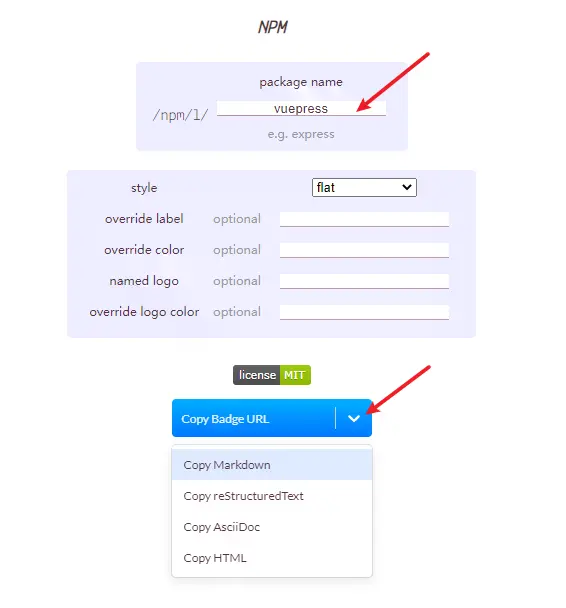 NPM
package name
/npm/l/ vuepress
e.g. express
style flat
override label optional
override color optional
named logo optional
override logo color optional
license MIT
Copy Badge URL
Copy Markdown
Copy reStructuredText
Copy AsciiDoc
Copy HTML